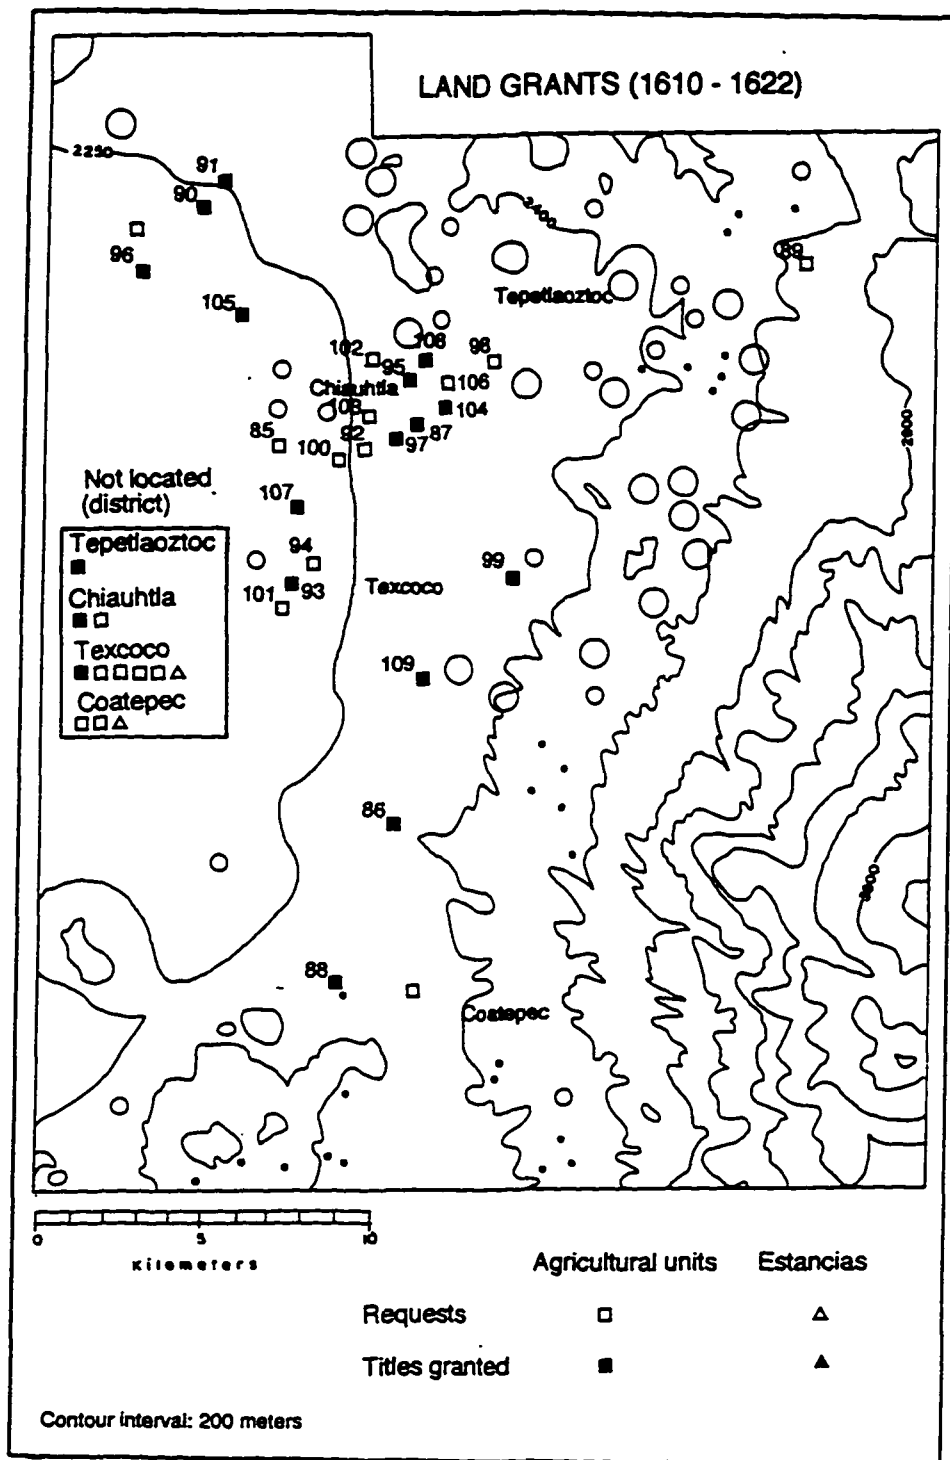 LAND GRANTS (1610 - 1622)
2250
91
90
96
2400
89
105
Tepetlaoztoc
102
108
98
95
106
Chiauhtla
103
104
85
100
92
97
87
2800
Not located
(district)
107
Tepetlaoztoc
94
99
Chiauhtla
101
93
Texcoco
Texcoco
109
Coatepec
86
3600
88
Coatepec
0 5 10
Kilometers
Agricultural units Estancias
Requests
Titles granted
Contour interval: 200 meters